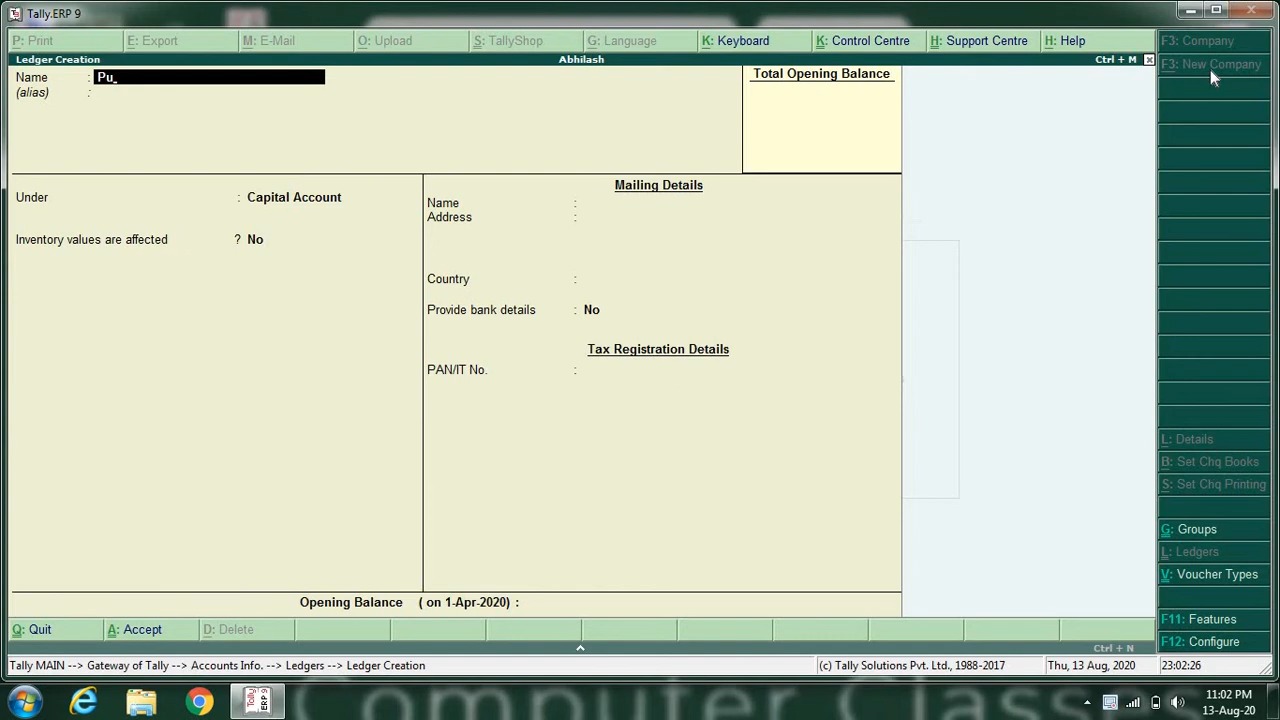 Tally.ERP 9
P: Print
E: Export
M: E-Mail
O: Upload
S: TallyShop
G: Language
K: Keyboard
K: Control Centre
H: Support Centre
H: Help
F3: Company
F3: New Company
Ledger Creation
Abhilash
Ctrl + M
Name : Pu_
(alias) :
Total Opening Balance
Under : Capital Account
Inventory values are affected ? No
Mailing Details
Name :
Address :
Country :
Provide bank details : No
Tax Registration Details
PAN/IT No. :
L: Details
B: Set Chq Books
S: Set Chq Printing
G: Groups
L: Ledgers
V: Voucher Types
F11: Features
F12: Configure
Opening Balance ( on 1-Apr-2020) :
Q: Quit
A: Accept
D: Delete
Ctrl + N
Tally MAIN --> Gateway of Tally --> Accounts Info. --> Ledgers --> Ledger Creation
(c) Tally Solutions Pvt. Ltd., 1988-2017
Thu, 13 Aug, 2020
23:02:26
Tally
ERP 9
11:02 PM
13-Aug-20